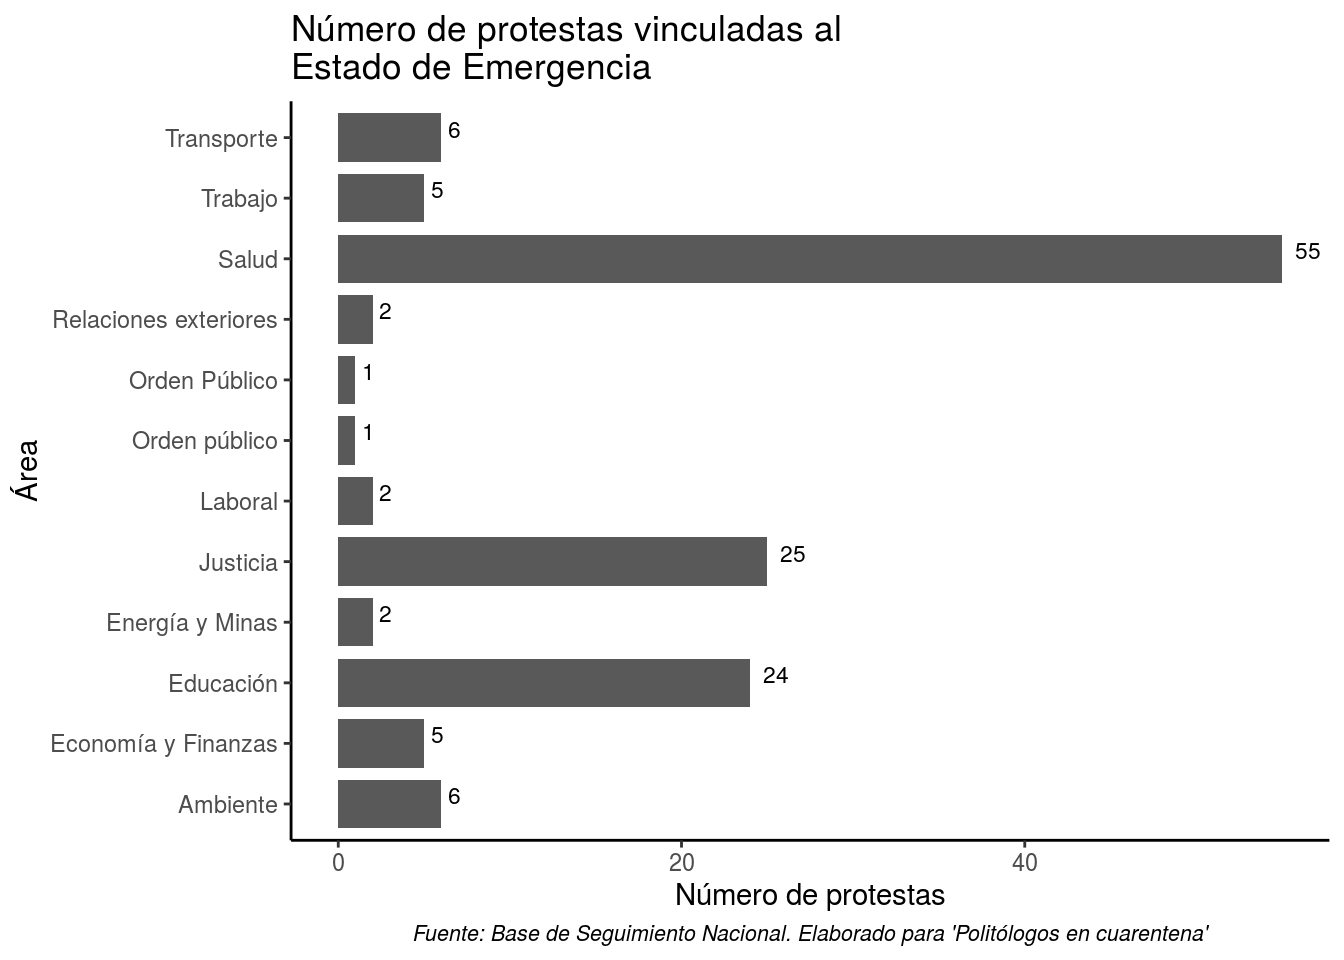 Número de protestas vinculadas al
Estado de Emergencia
Transporte 6
Trabajo 5
Salud 55
Relaciones exteriores 2
Orden Público 1
Orden público 1
Laboral 2
Justicia 25
Energía y Minas 2
Educación 24
Economía y Finanzas 5
Ambiente 6
Área
0 20 40
Número de protestas
Fuente: Base de Seguimiento Nacional. Elaborado para 'Politólogos en cuarentena'